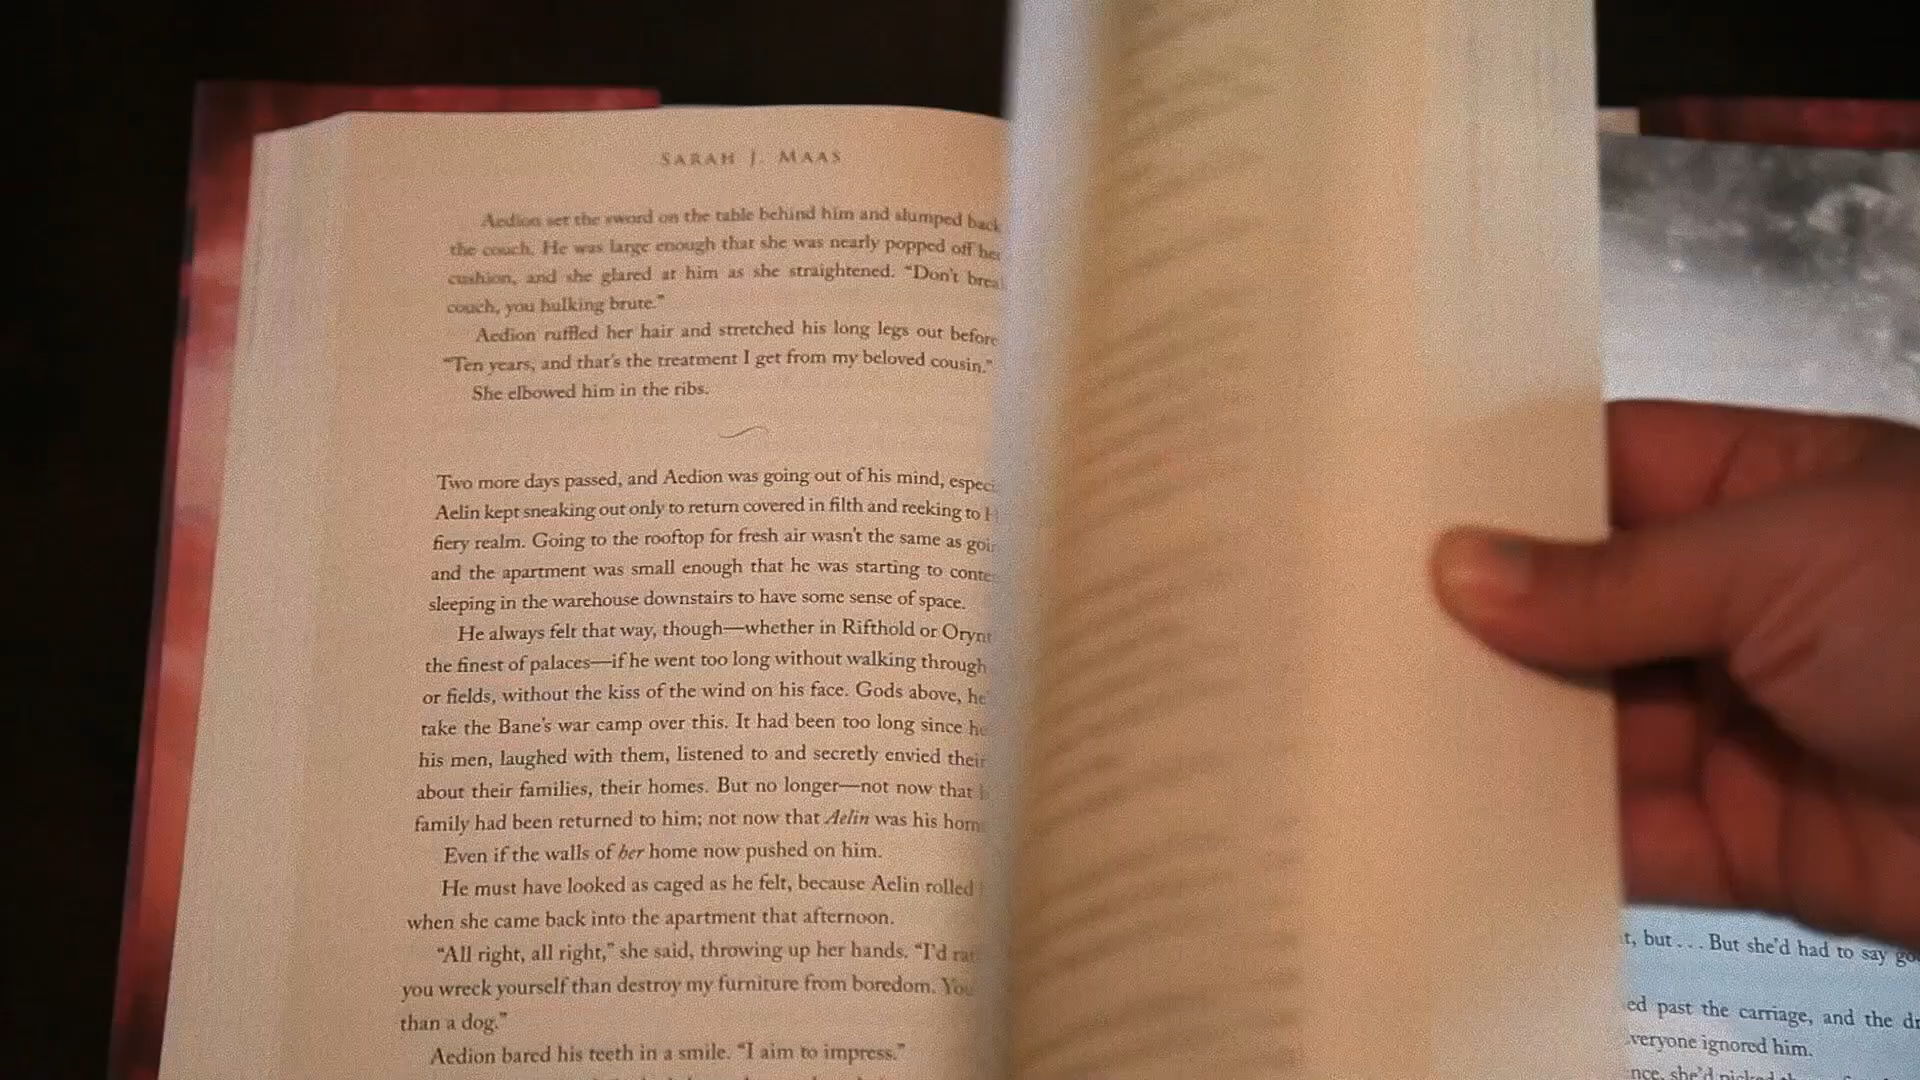 SARAH J. MAAS
Aedion set the sword on the table behind him and slumped back
the couch. He was large enough that she was nearly popped off her
cushion, and she glared at him as she straightened. “Don’t
couch, you hulking brute.”
Aedion ruffled her hair and stretched his long legs out before
“Ten years, and that’s the treatment I get from my beloved cousin.”
She elbowed him in the ribs.
Two more days passed, and Aedion was going out of his mind, especi
Aelin kept sneaking out only to return covered in filth and reeking to
fiery realm. Going to the rooftop for fresh air wasn’t the same as goin
and the apartment was small enough that he was starting to conte
sleeping in the warehouse downstairs to have some sense of space.
He always felt that way, though—whether in Rifthold or Orynt
the finest of palaces—if he went too long without walking through
or fields, without the kiss of the wind on his face. Gods above, he
take the Bane’s war camp over this. It had been too long since he
his men, laughed with them, listened to and secretly envied their
about their families, their homes. But no longer—not now that
family had been returned to him; not now that Aelin was his hom
Even if the walls of her home now pushed on him.
He must have looked as caged as he felt, because Aelin rolled
when she came back into the apartment that afternoon.
“All right, all right,” she said, throwing up her hands. “I’d rat
you wreck yourself than destroy my furniture from boredom. You
than a dog.”
Aedion bared his teeth in a smile. “I aim to impress.”
t, but . . . But she’d had to say go
ed past the carriage, and the dr
veryone ignored him.
nce, she’d